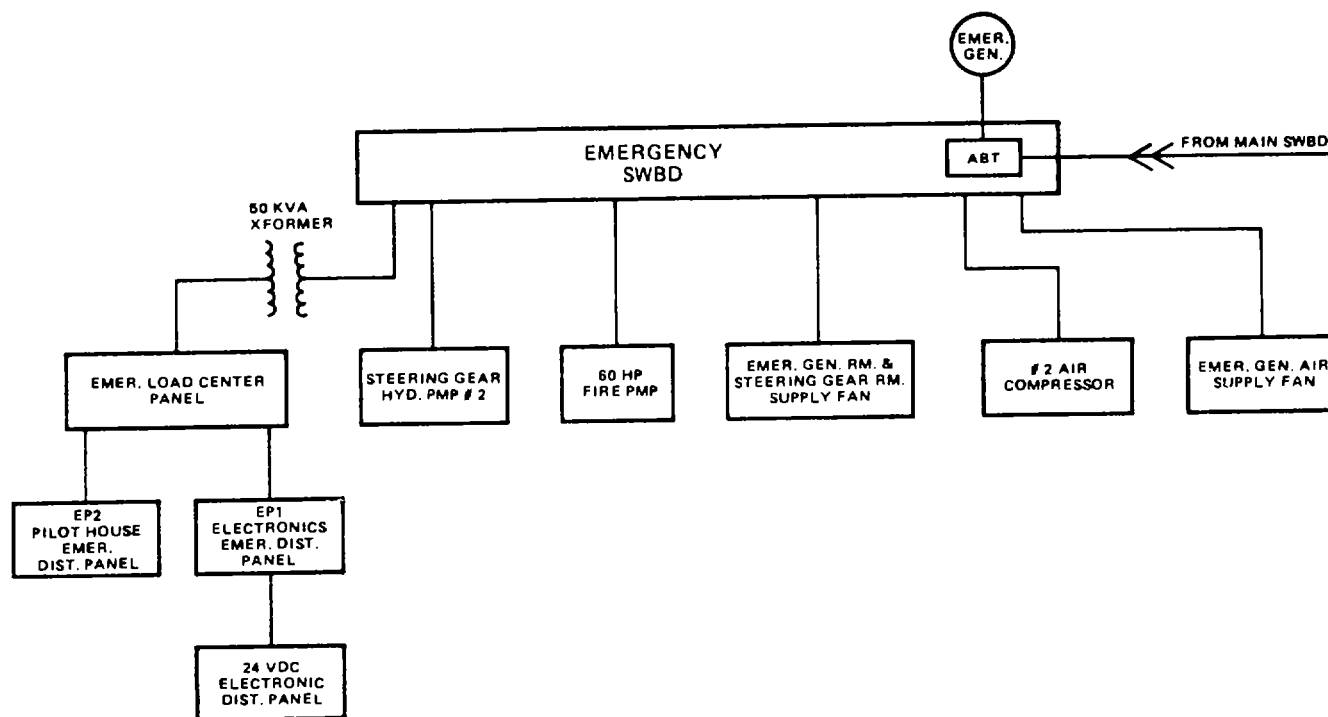 EMER.
GEN.
EMERGENCY
SWBD
ABT
FROM MAIN SWBD
50 KVA
XFORMER
EMER. LOAD CENTER
PANEL
STEERING GEAR
HYD. PMP # 2
60 HP
FIRE PMP
EMER. GEN. RM. &
STEERING GEAR RM.
SUPPLY FAN
# 2 AIR
COMPRESSOR
EMER. GEN. AIR
SUPPLY FAN
EP2
PILOT HOUSE
EMER.
DIST. PANEL
EP1
ELECTRONICS
EMER. DIST.
PANEL
24 VDC
ELECTRONIC
DIST. PANEL